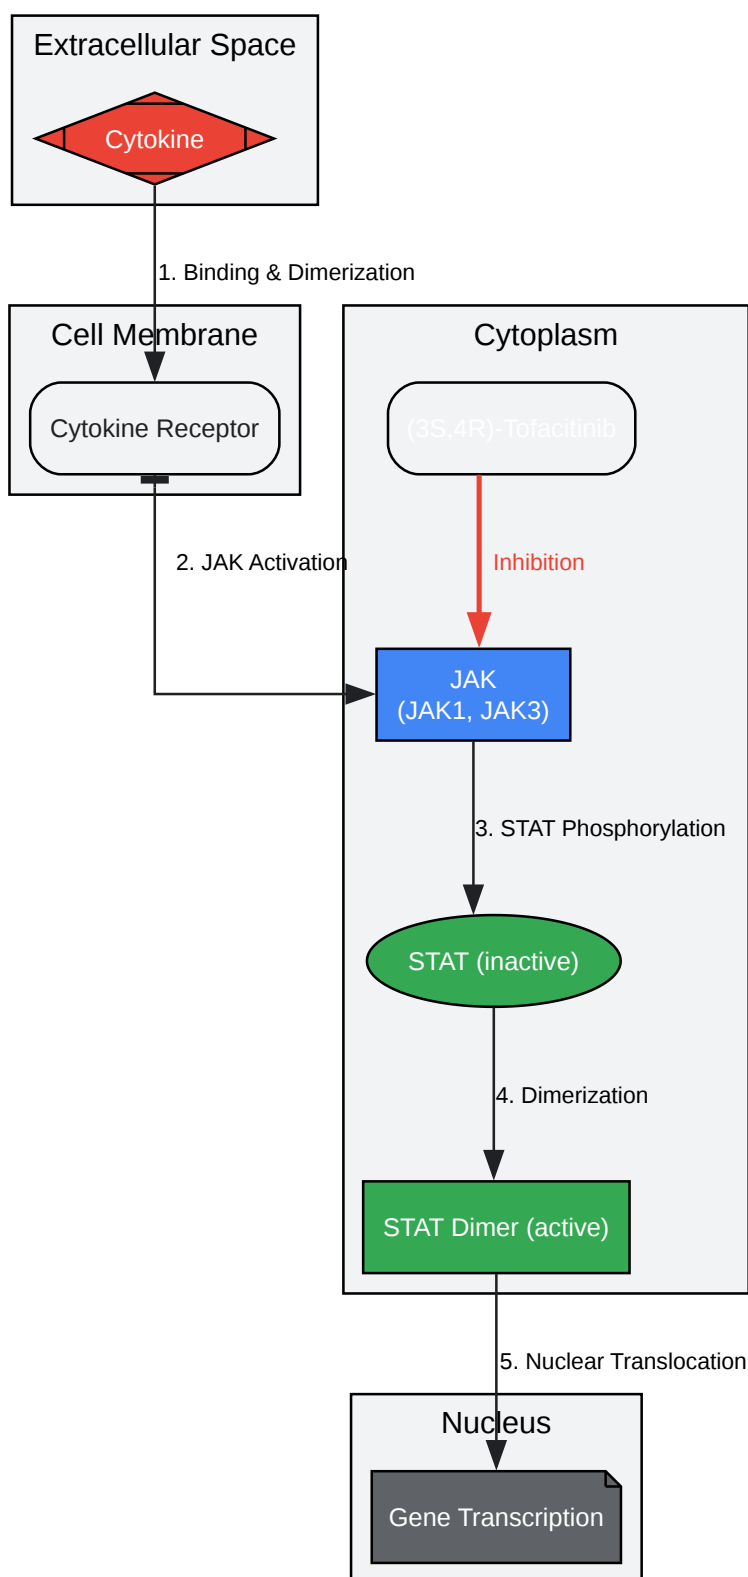 Extracellular Space
Cytokine
1. Binding & Dimerization
Cell Membrane
Cytokine Receptor
Cytoplasm
(3S,4R)-Tofacitinib
2. JAK Activation
Inhibition
JAK
(JAK1, JAK3)
3. STAT Phosphorylation
STAT (inactive)
4. Dimerization
STAT Dimer (active)
5. Nuclear Translocation
Nucleus
Gene Transcription